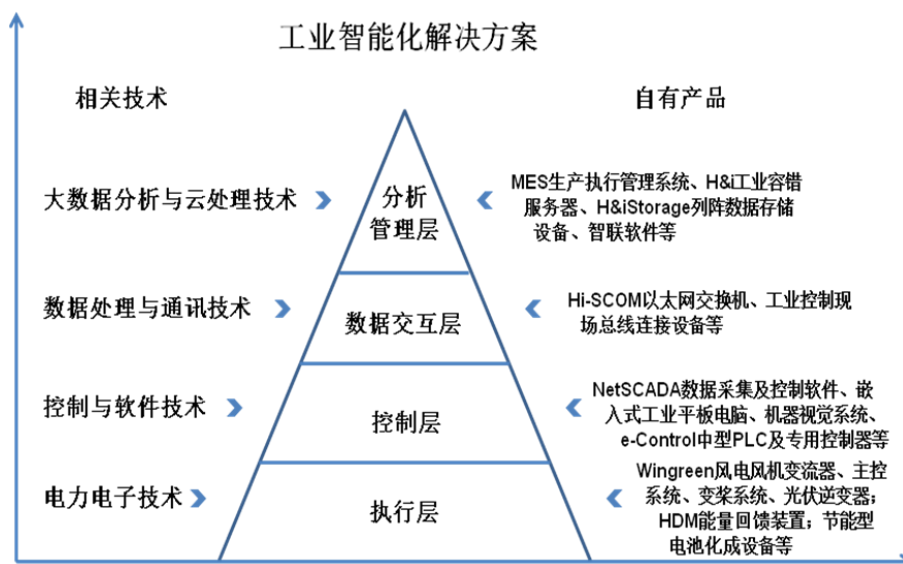 工业智能化解决方案
相关技术
自有产品
大数据分析与云处理技术
分析
管理层
MES生产执行管理系统、H&i工业容错
服务器、H&iStorage列阵数据存储
设备、智联软件等
数据处理与通讯技术
数据交互层
Hi-SCOM以太网交换机、工业控制现
场总线连接设备等
控制与软件技术
控制层
NetSCADA数据采集及控制软件、嵌
入式工业平板电脑、机器视觉系统、
e-Control中型PLC及专用控制器等
电力电子技术
执行层
Wingreen风电风机变流器、主控
系统、变桨系统、光伏逆变器；
HDM能量回馈装置；节能型
电池化成设备等